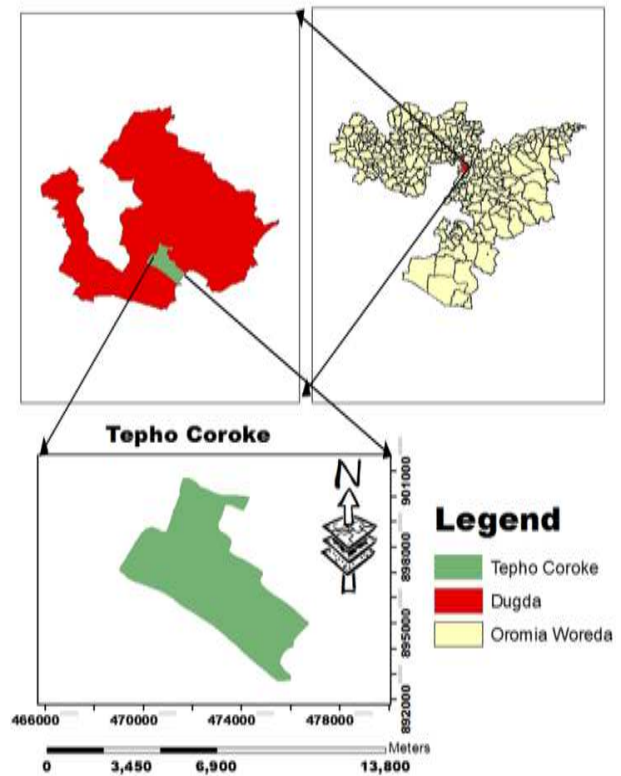 Tepho Coroke
N
901000
898000
895000
892000
466000 470000 474000 478000
Meters
0 3,450 6,900 13,800
Legend
Tepho Coroke
Dugda
Oromia Woreda